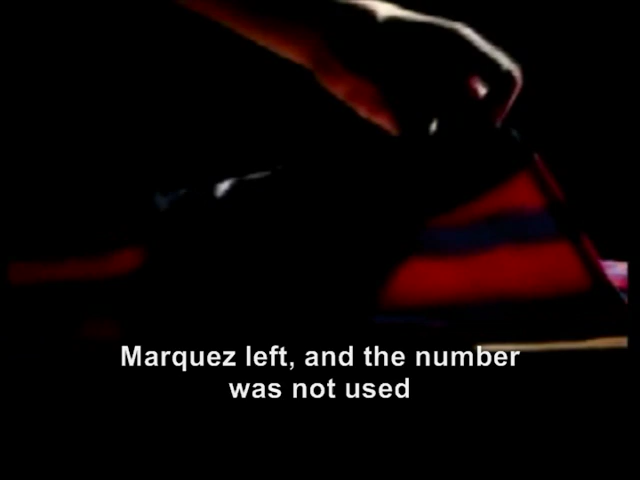 Marquez left, and the number
was not used